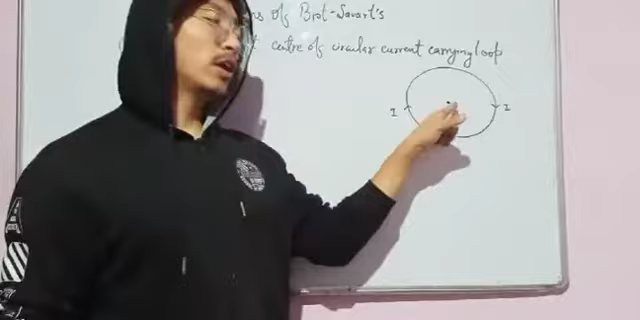 of Biot-Savart's
centre of circular current carrying loop
I I